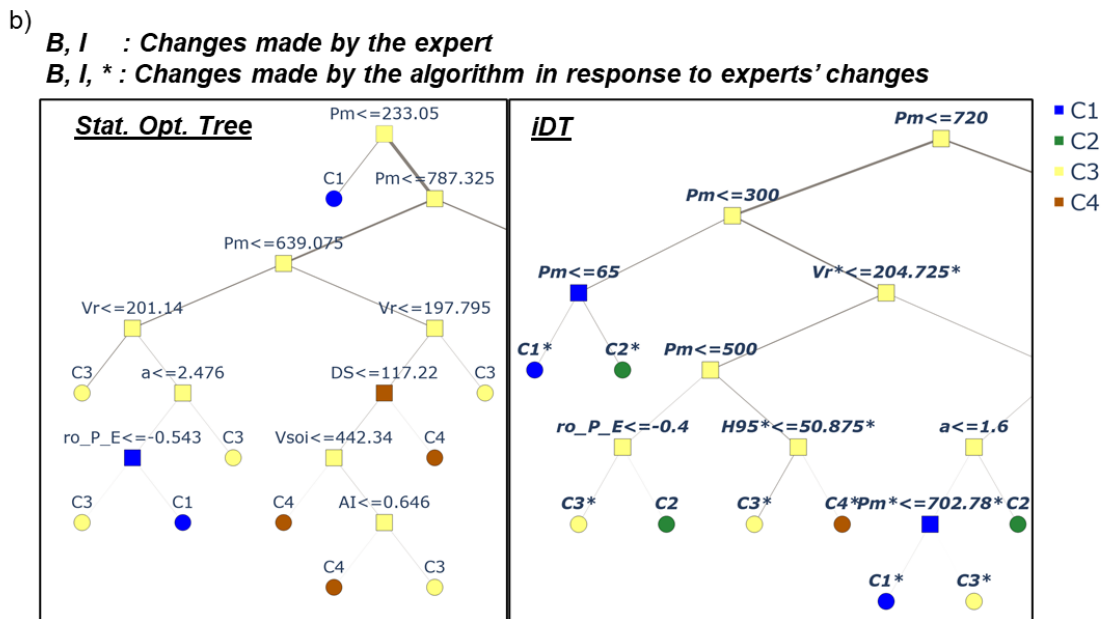 b)
B, I : Changes made by the expert
B, I, * : Changes made by the algorithm in response to experts' changes
Stat. Opt. Tree
Pm<=233.05
C1
Pm<=787.325
Pm<=639.075
Vr<=201.14
Vr<=197.795
C3
a<=2.476
DS<=117.22
C3
ro_P_E<=-0.543
C3
Vsoi<=442.34
C4
C3
C1
C4
AI<=0.646
C4
C3
iDT
Pm<=720
Pm<=300
Pm<=65
Vr*<=204.725*
C1*
C2*
Pm<=500
ro_P_E<=-0.4
H95*<=50.875*
a<=1.6
C3*
C2
C3*
C4*
Pm*<=702.78*
C2
C1*
C3*
C1
C2
C3
C4